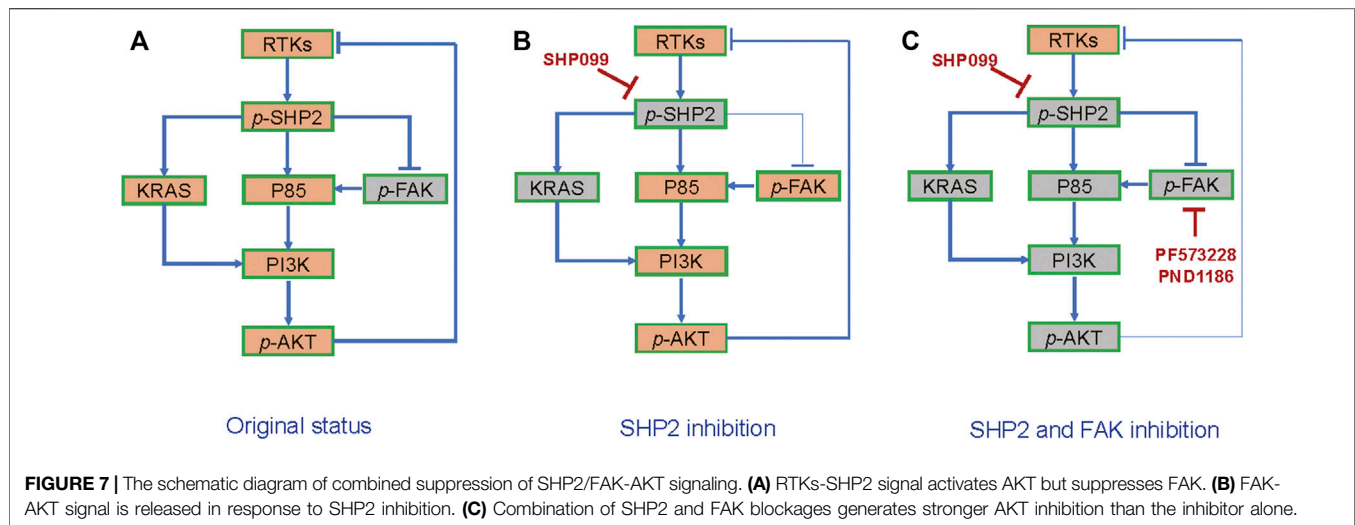 A
RTKs
p-SHP2
KRAS
P85
p-FAK
PI3K
p-AKT
Original status
B
SHP099
RTKs
p-SHP2
KRAS
P85
p-FAK
PI3K
p-AKT
SHP2 inhibition
C
SHP099
RTKs
p-SHP2
KRAS
P85
p-FAK
PF573228
PND1186
PI3K
p-AKT
SHP2 and FAK inhibition
FIGURE 7 | The schematic diagram of combined suppression of SHP2/FAK-AKT signaling. (A) RTKs-SHP2 signal activates AKT but suppresses FAK. (B) FAK-
AKT signal is released in response to SHP2 inhibition. (C) Combination of SHP2 and FAK blockages generates stronger AKT inhibition than the inhibitor alone.